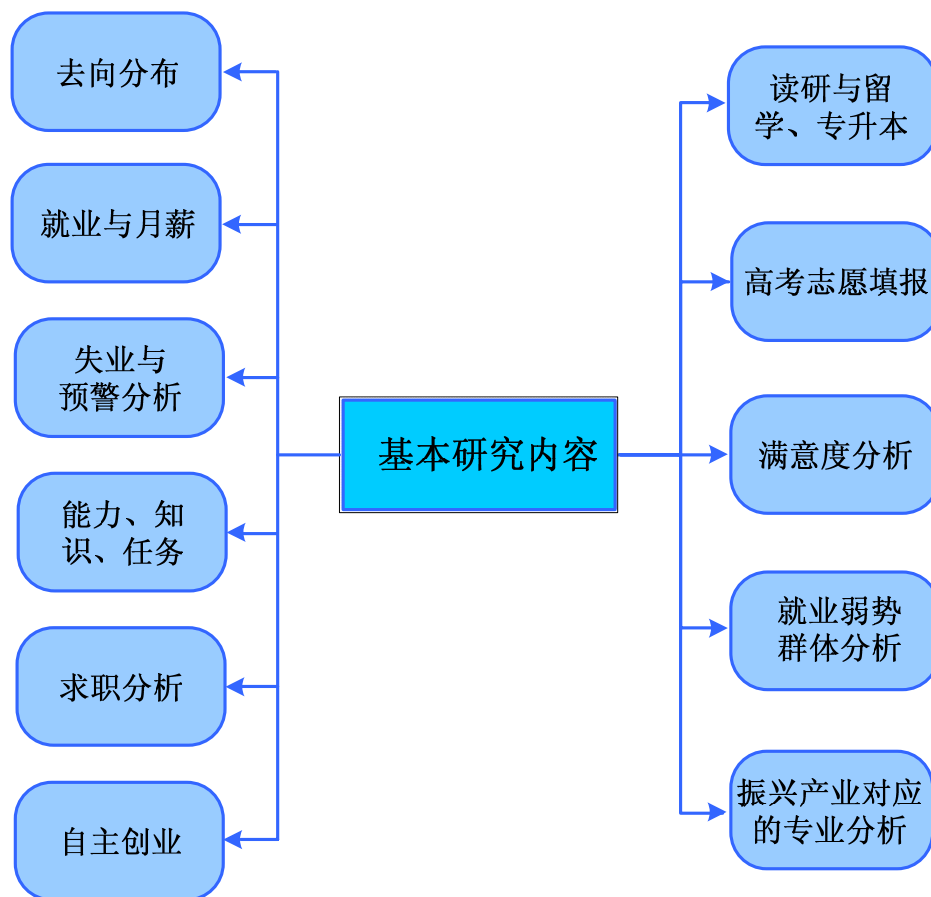 去向分布
就业与月薪
失业与
预警分析
能力、知
识、任务
求职分析
自主创业
基本研究内容
读研与留
学、专升本
高考志愿填报
满意度分析
就业弱势
群体分析
振兴产业对应
的专业分析